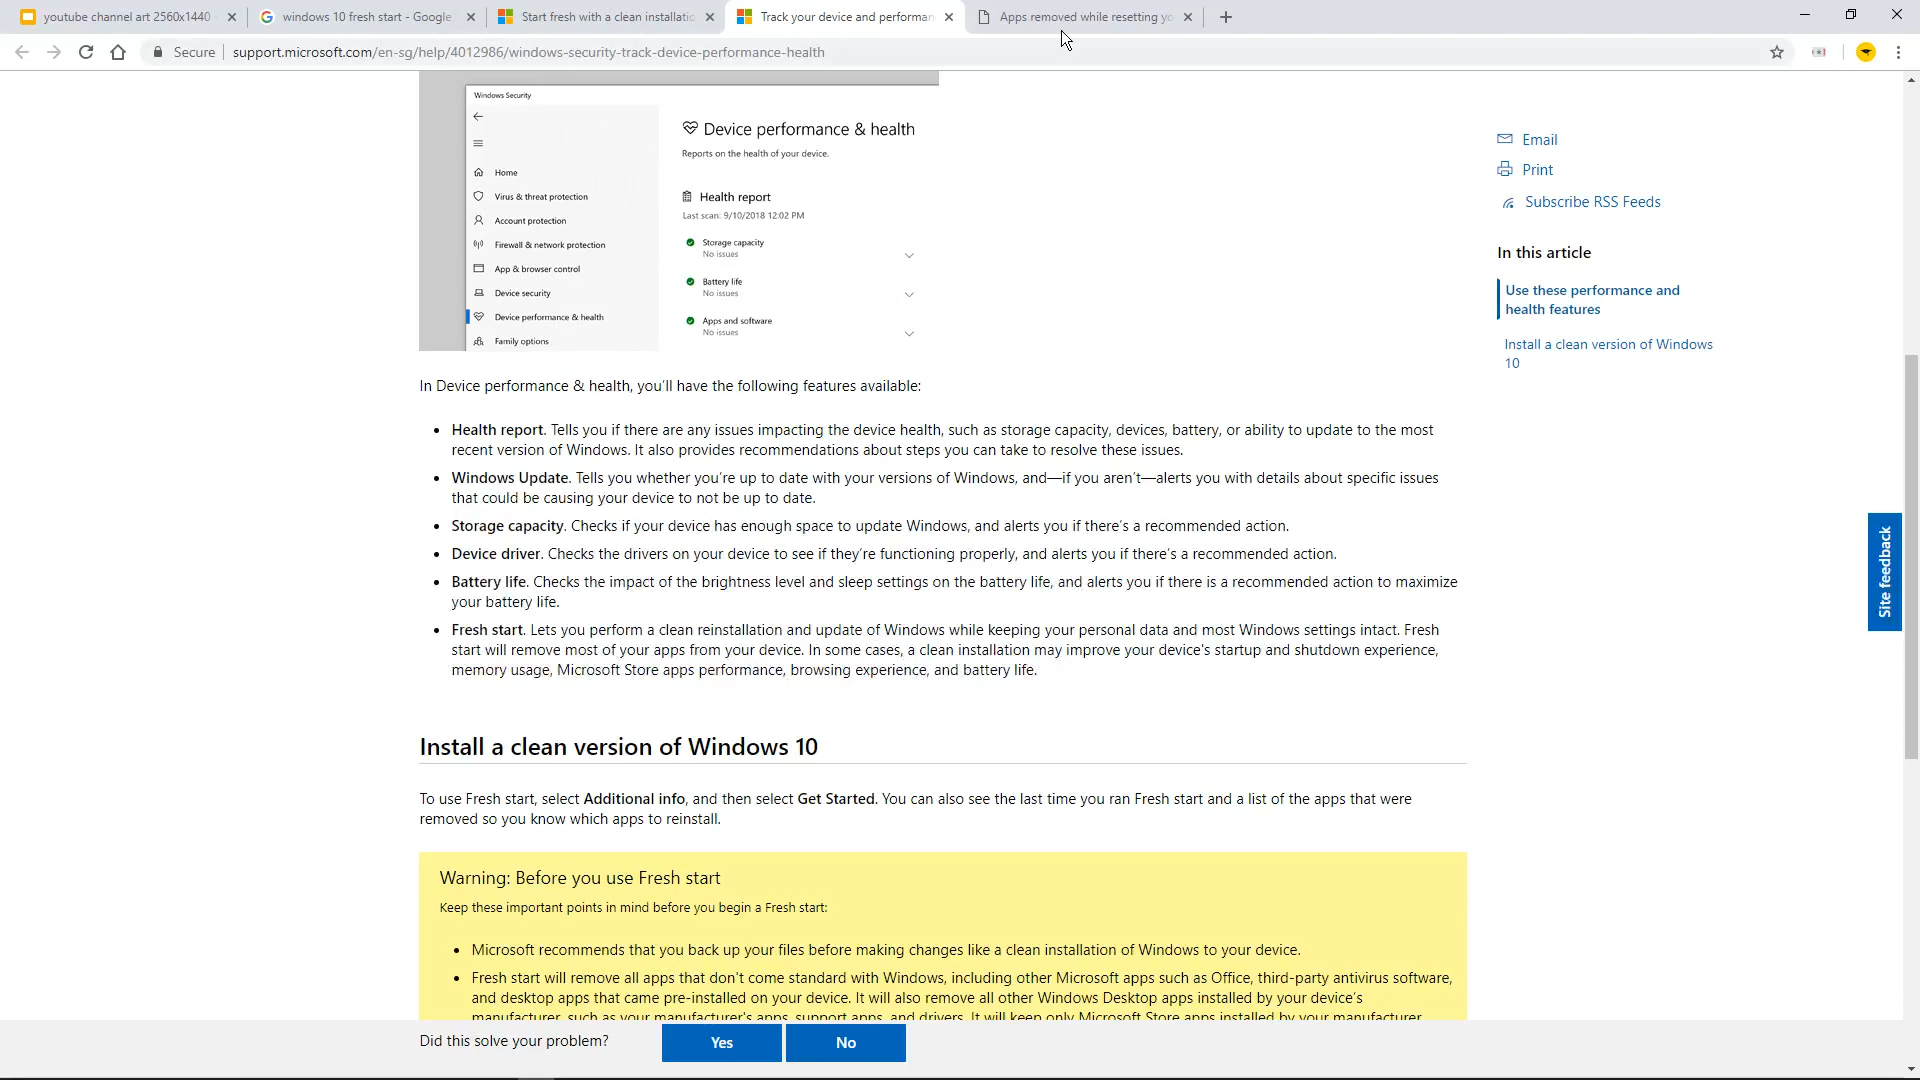 youtube channel art 2560x1440
windows 10 fresh start - Google
Start fresh with a clean installatic
Track your device and performan
Apps removed while resetting yo
Secure
support.microsoft.com/en-sg/help/4012986/windows-security-track-device-performance-health
Windows Security
Home
Virus & threat protection
Account protection
Firewall & network protection
App & browser control
Device security
Device performance & health
Family options
Device performance & health
Reports on the health of your device.
Health report
Last scan: 9/10/2018 12:02 PM
Storage capacity
No issues
Battery life
No issues
Apps and software
No issues
Email
Print
Subscribe RSS Feeds
In this article
Use these performance and
health features
Install a clean version of Windows
10
In Device performance & health, you'll have the following features available:
• Health report. Tells you if there are any issues impacting the device health, such as storage capacity, devices, battery, or ability to update to the most
recent version of Windows. It also provides recommendations about steps you can take to resolve these issues.
• Windows Update. Tells you whether you're up to date with your versions of Windows, and—if you aren't—alerts you with details about specific issues
that could be causing your device to not be up to date.
• Storage capacity. Checks if your device has enough space to update Windows, and alerts you if there's a recommended action.
• Device driver. Checks the drivers on your device to see if they're functioning properly, and alerts you if there's a recommended action.
• Battery life. Checks the impact of the brightness level and sleep settings on the battery life, and alerts you if there is a recommended action to maximize
your battery life.
• Fresh start. Lets you perform a clean reinstallation and update of Windows while keeping your personal data and most Windows settings intact. Fresh
start will remove most of your apps from your device. In some cases, a clean installation may improve your device's startup and shutdown experience,
memory usage, Microsoft Store apps performance, browsing experience, and battery life.
Site feedback
Install a clean version of Windows 10
To use Fresh start, select Additional info, and then select Get Started. You can also see the last time you ran Fresh start and a list of the apps that were
removed so you know which apps to reinstall.
Warning: Before you use Fresh start
Keep these important points in mind before you begin a Fresh start:
• Microsoft recommends that you back up your files before making changes like a clean installation of Windows to your device.
• Fresh start will remove all apps that don't come standard with Windows, including other Microsoft apps such as Office, third-party antivirus software,
and desktop apps that came pre-installed on your device. It will also remove all other Windows Desktop apps installed by your device's
manufacturer, such as your manufacturer's apps, support apps, and drivers. It will keep only Microsoft Store apps installed by your manufacturer
Did this solve your problem?
Yes
No